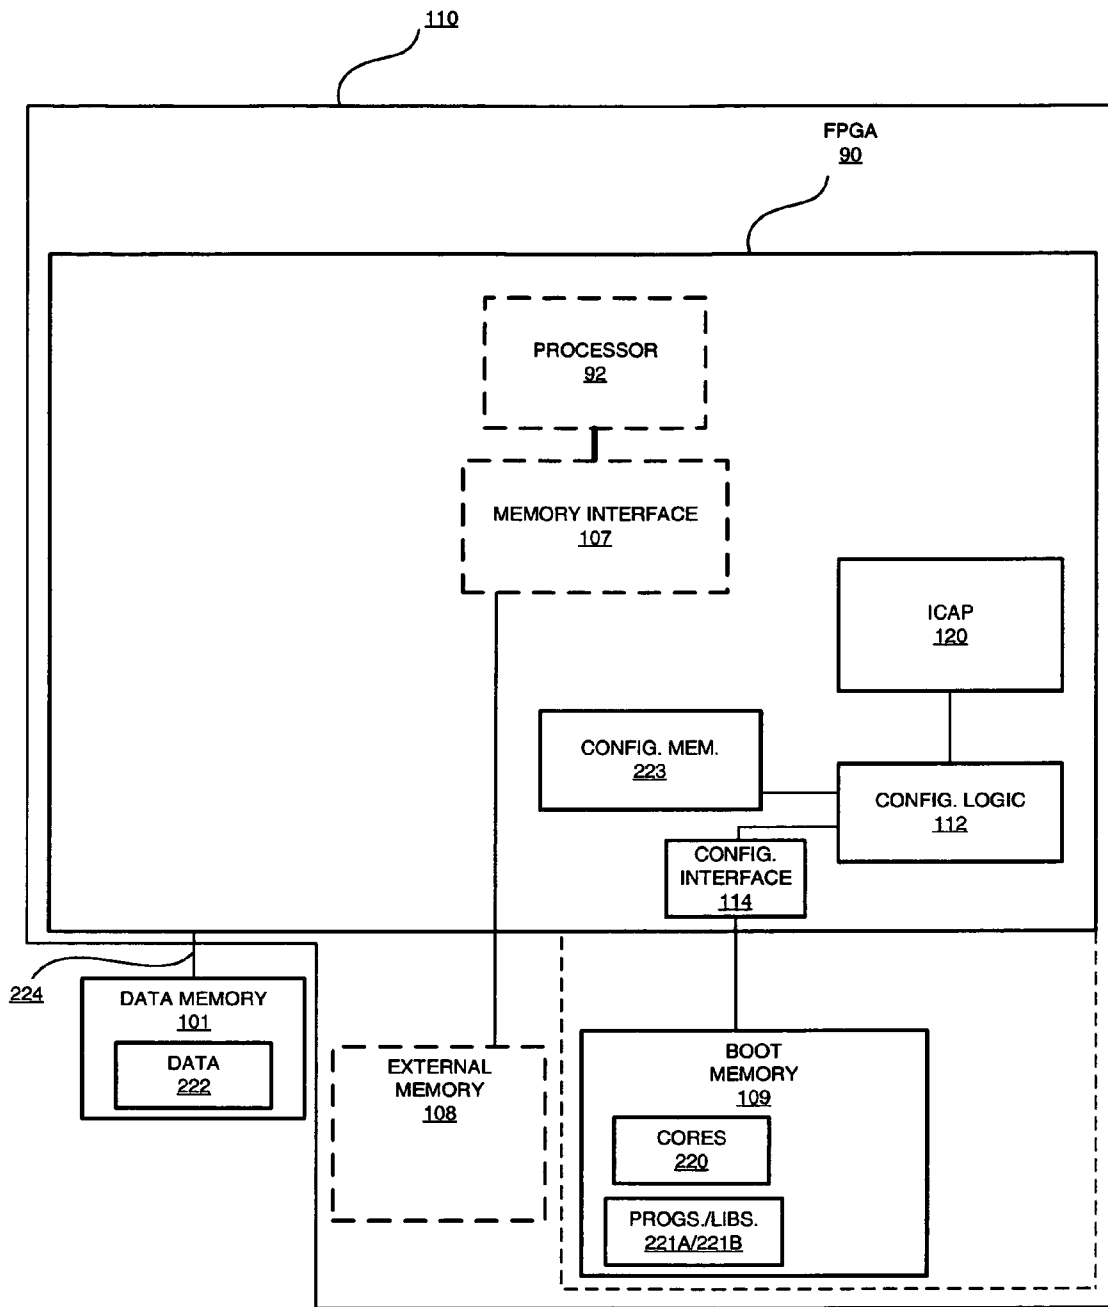 110
FPGA
90
PROCESSOR
92
MEMORY INTERFACE
107
ICAP
120
CONFIG. MEM.
223
CONFIG. LOGIC
112
CONFIG.
INTERFACE
114
224
DATA MEMORY
101
DATA
222
EXTERNAL
MEMORY
108
BOOT
MEMORY
109
CORES
220
PROGS./LIBS.
221A/221B